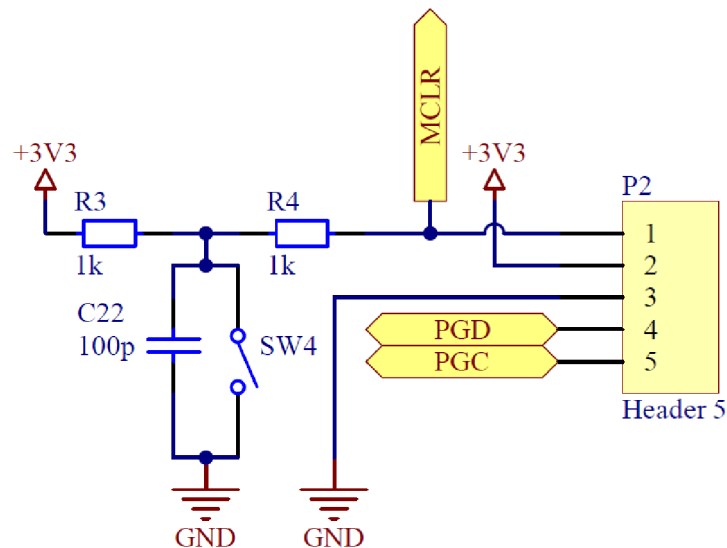 MCLR
+3V3
+3V3
P2
R3
R4
1
1k
1k
2
3
C22
100p
SW4
PGD
4
PGC
5
Header 5
GND
GND